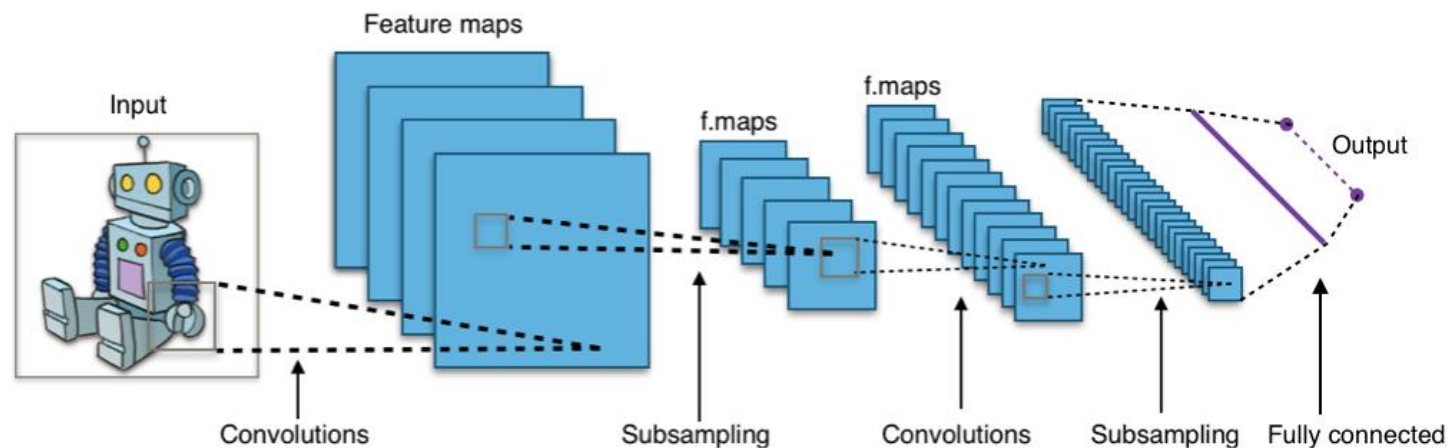 Feature maps
Input
f.maps
f.maps
Output
Convolutions
Subsampling
Convolutions
Subsampling
Fully connected